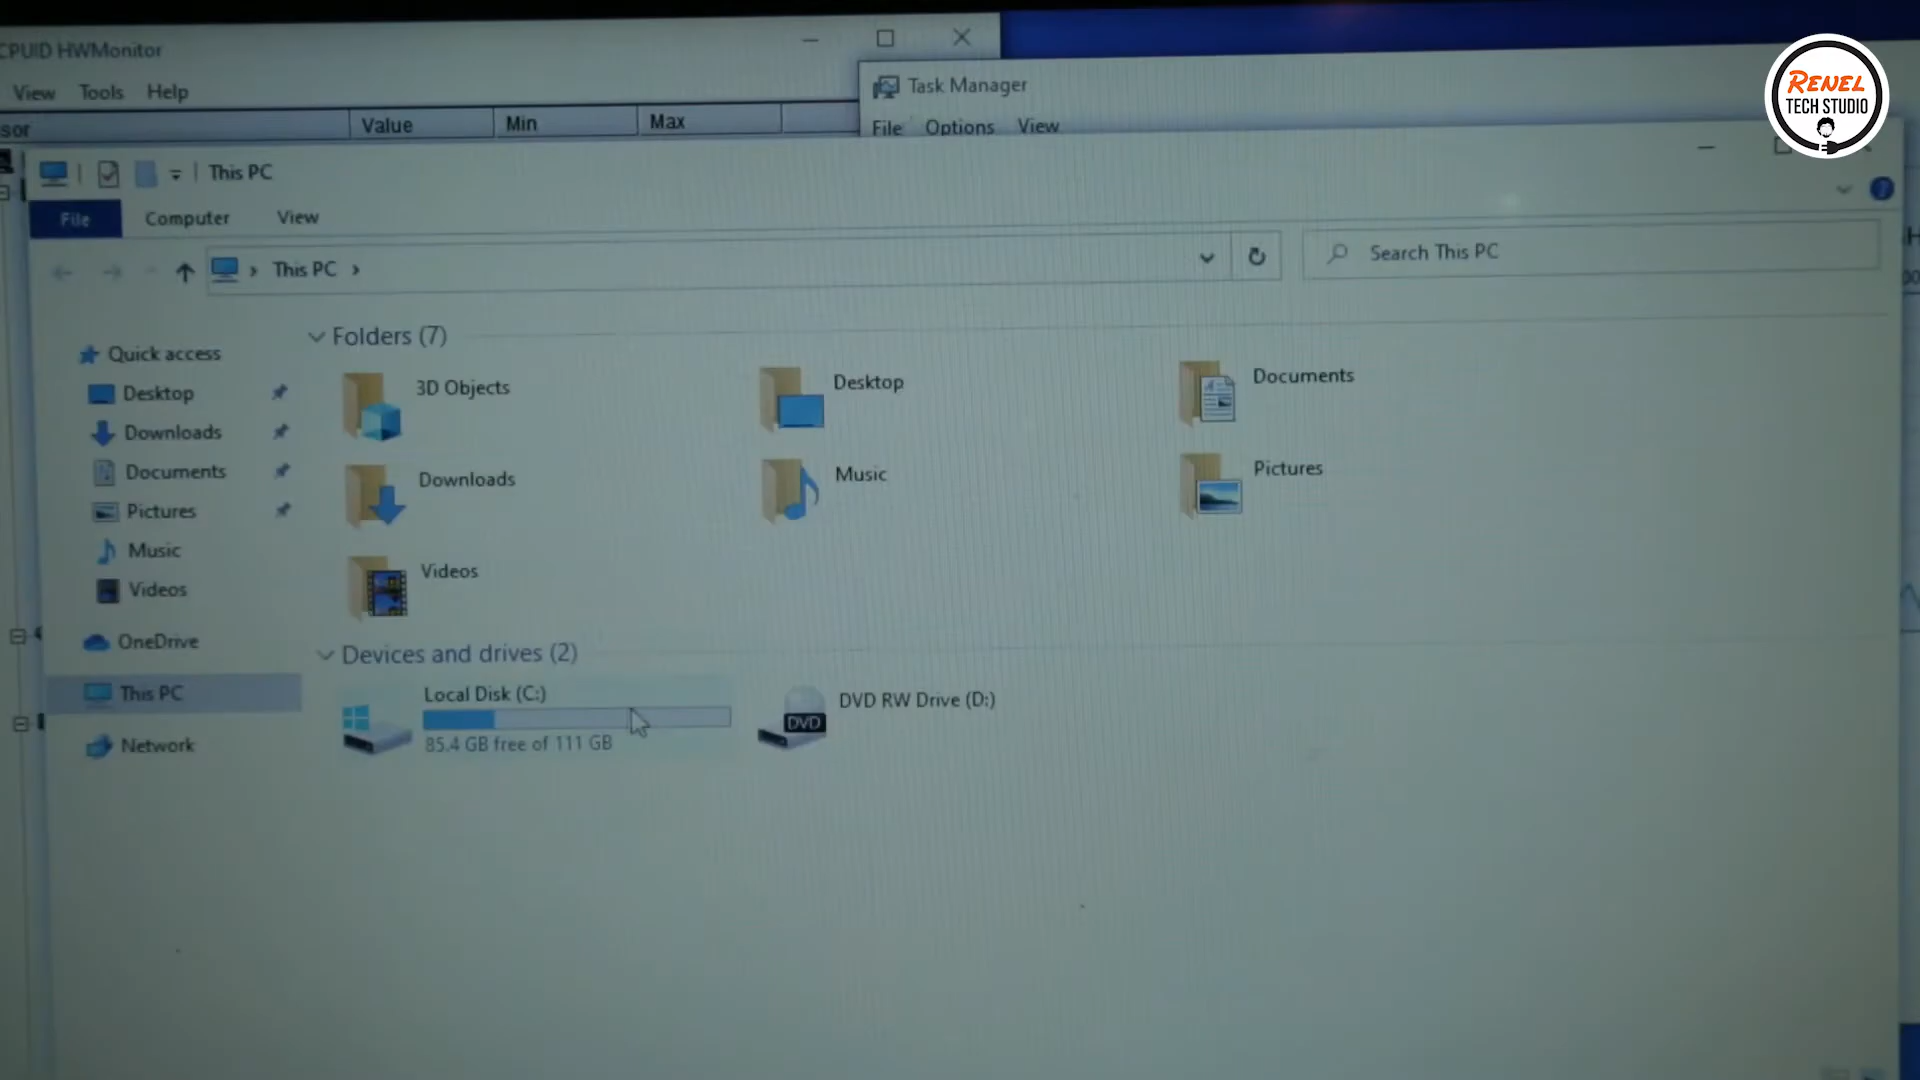 CPUID HWMonitor
View Tools Help
Value Min Max
Task Manager
File Options View
RENEL
TECH STUDIO
This PC
File Computer View
This PC
Search This PC
Quick access
Desktop
Downloads
Documents
Pictures
Music
Videos
OneDrive
This PC
Network
Folders (7)
3D Objects
Desktop
Documents
Downloads
Music
Pictures
Videos
Devices and drives (2)
Local Disk (C:)
85.4 GB free of 111 GB
DVD
DVD RW Drive (D:)